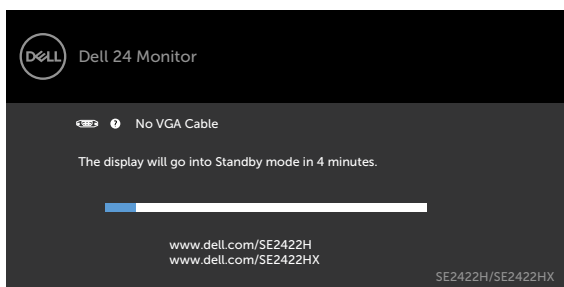 DELL Dell 24 Monitor
? No VGA Cable
The display will go into Standby mode in 4 minutes.
www.dell.com/SE2422H
www.dell.com/SE2422HX
SE2422H/SE2422HX